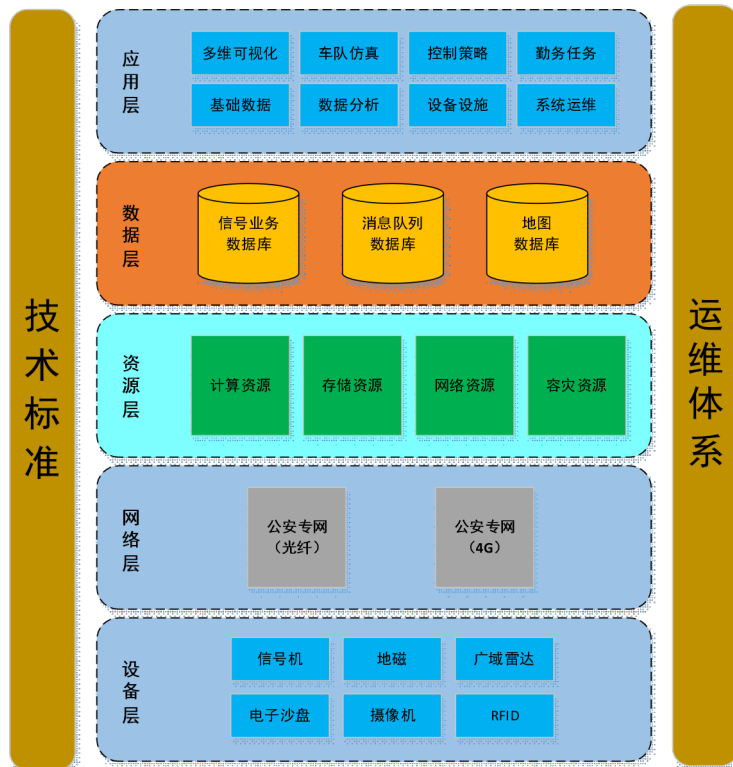 技术标准
应用层
多维可视化
车队仿真
控制策略
勤务任务
基础数据
数据分析
设备设施
系统运维
数据层
信号业务
数据库
消息队列
数据库
地图
数据库
资源层
计算资源
存储资源
网络资源
容灾资源
网络层
公安专网
（光纤）
公安专网
（4G）
设备层
信号机
地磁
广域雷达
电子沙盘
摄像机
RFID
运维体系